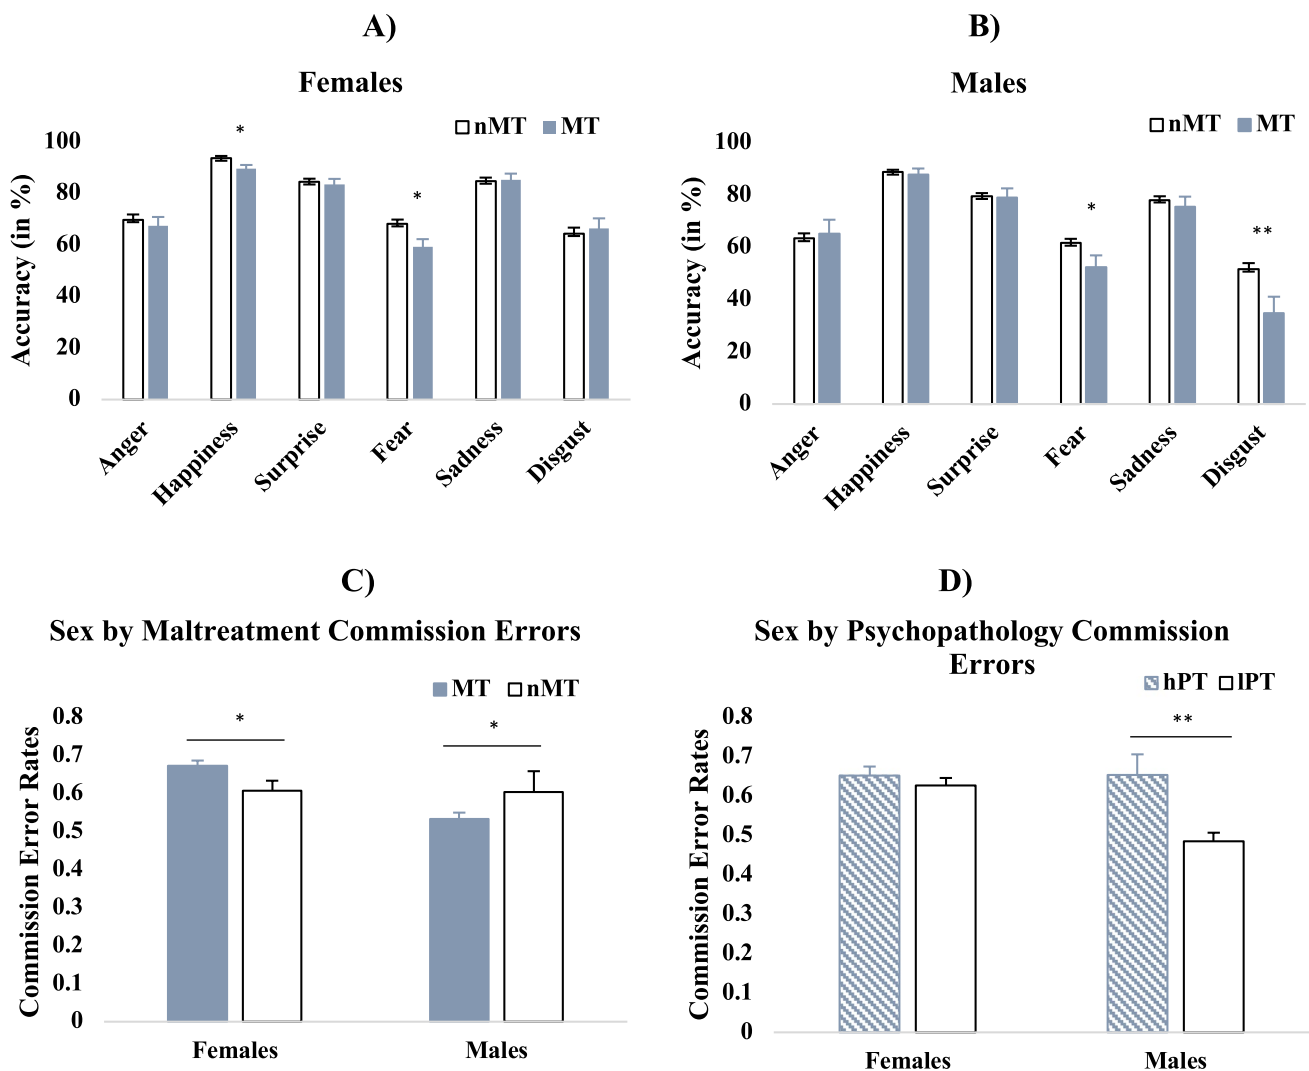 A)
Females
nMT MT
Accuracy (in %)
100
80
60
40
20
0
*
*
Anger
Happiness
Surprise
Fear
Sadness
Disgust
B)
Males
nMT MT
Accuracy (in %)
100
80
60
40
20
0
*
**
Anger
Happiness
Surprise
Fear
Sadness
Disgust
C)
Sex by Maltreatment Commission Errors
MT nMT
Commission Error Rates
0.8
0.7
0.6
0.5
0.4
0.3
0.2
0.1
0
*
*
Females
Males
D)
Sex by Psychopathology Commission
Errors
hPT lPT
Commission Error Rates
0.8
0.7
0.6
0.5
0.4
0.3
0.2
0.1
0
**
Females
Males